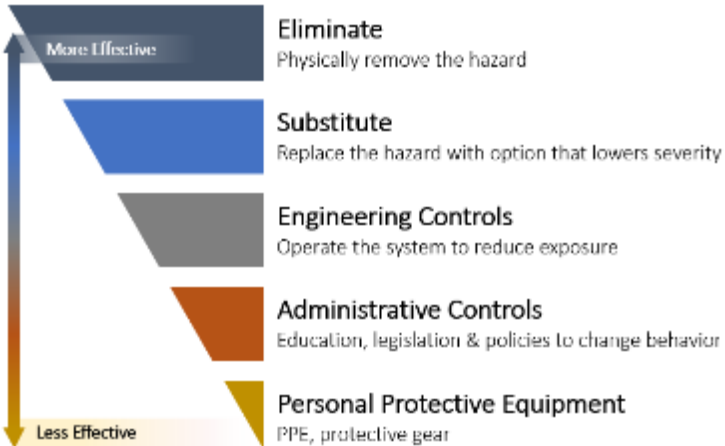 More Effective
Eliminate
Physically remove the hazard
Substitute
Replace the hazard with option that lowers severity
Engineering Controls
Operate the system to reduce exposure
Administrative Controls
Education, legislation & policies to change behavior
Personal Protective Equipment
Less Effective
PPE, protective gear